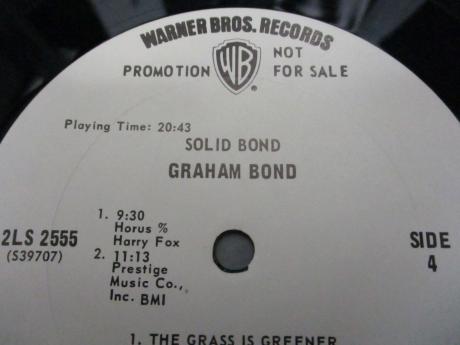 WARNER BROS. RECORDS
PROMOTION WB NOT FOR SALE
®
Playing Time: 20:43
SOLID BOND
GRAHAM BOND
2LS 2555
(S39707)
1. 9:30
Horus %
Harry Fox
2. 11:13
Prestige
Music Co.,
Inc. BMI
SIDE
4
1. THE GRASS IS GREENER